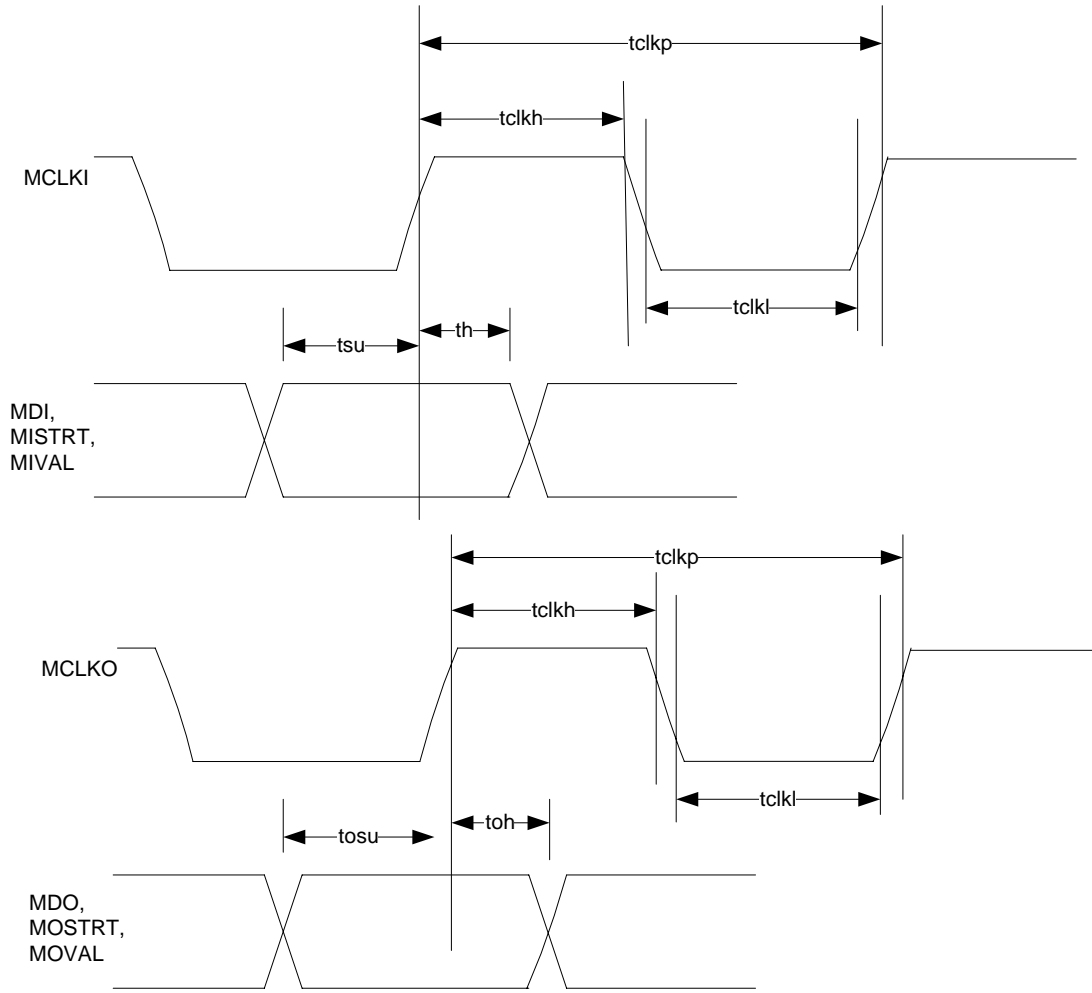 tclkp
tclkh
MCLKI
tclkl
th
tsu
MDI,
MISTRT,
MIVAL
tclkp
tclkh
MCLKO
tclkl
toh
tosu
MDO,
MOSTRT,
MOVAL